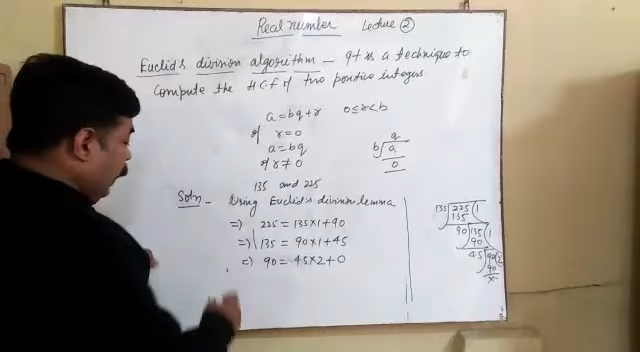 Real number Lecture 2
Euclid's division algorithm - It is a technique to
Compute the H.C.F of two positive integers.
a = bq + r 0 ≤ r < b
If r = 0
a = bq
If r ≠ 0
q
b a
0
135 and 225
Soln - Using Euclid's division lemma
=) 225 = 135×1+90
=) 135 = 90×1+45
=) 90 = 45×2+0
135 225 1
135
90 135 1
90
45 90 2
90
×